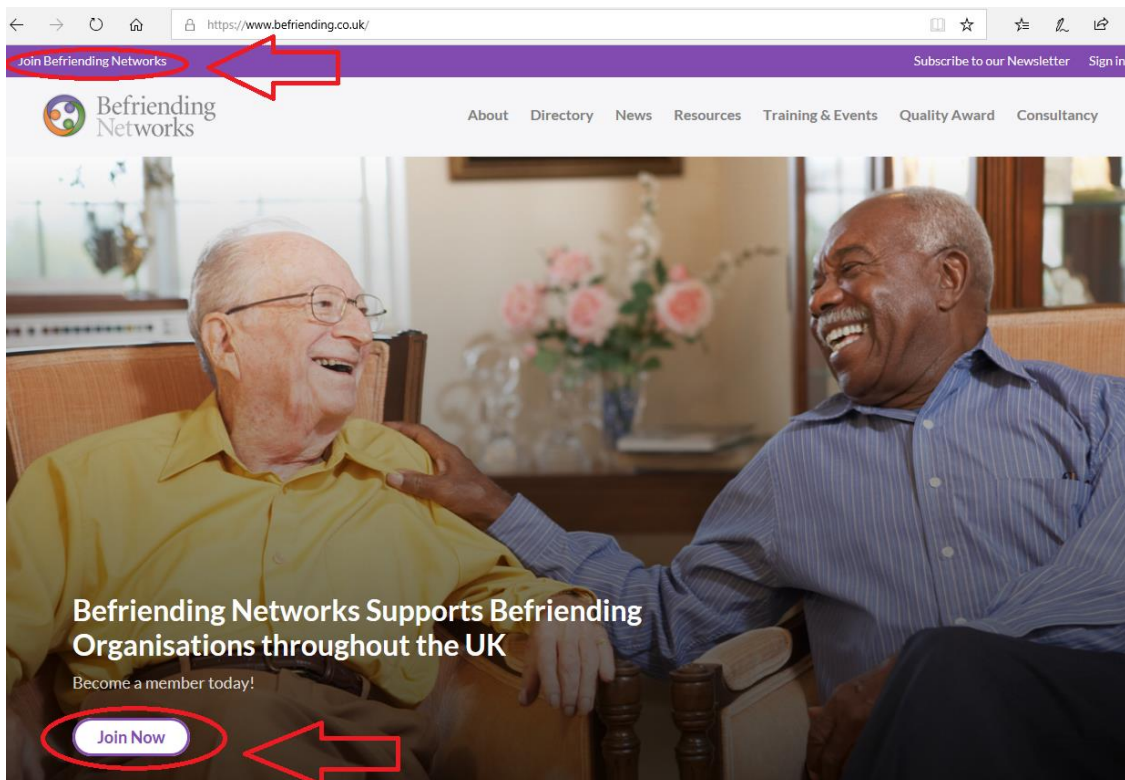 https://www.befriending.co.uk/
Join Befriending Networks
Subscribe to our Newsletter Sign in
Befriending
Networks
About Directory News Resources Training & Events Quality Award Consultancy
Befriending Networks Supports Befriending
Organisations throughout the UK
Become a member today!
Join Now